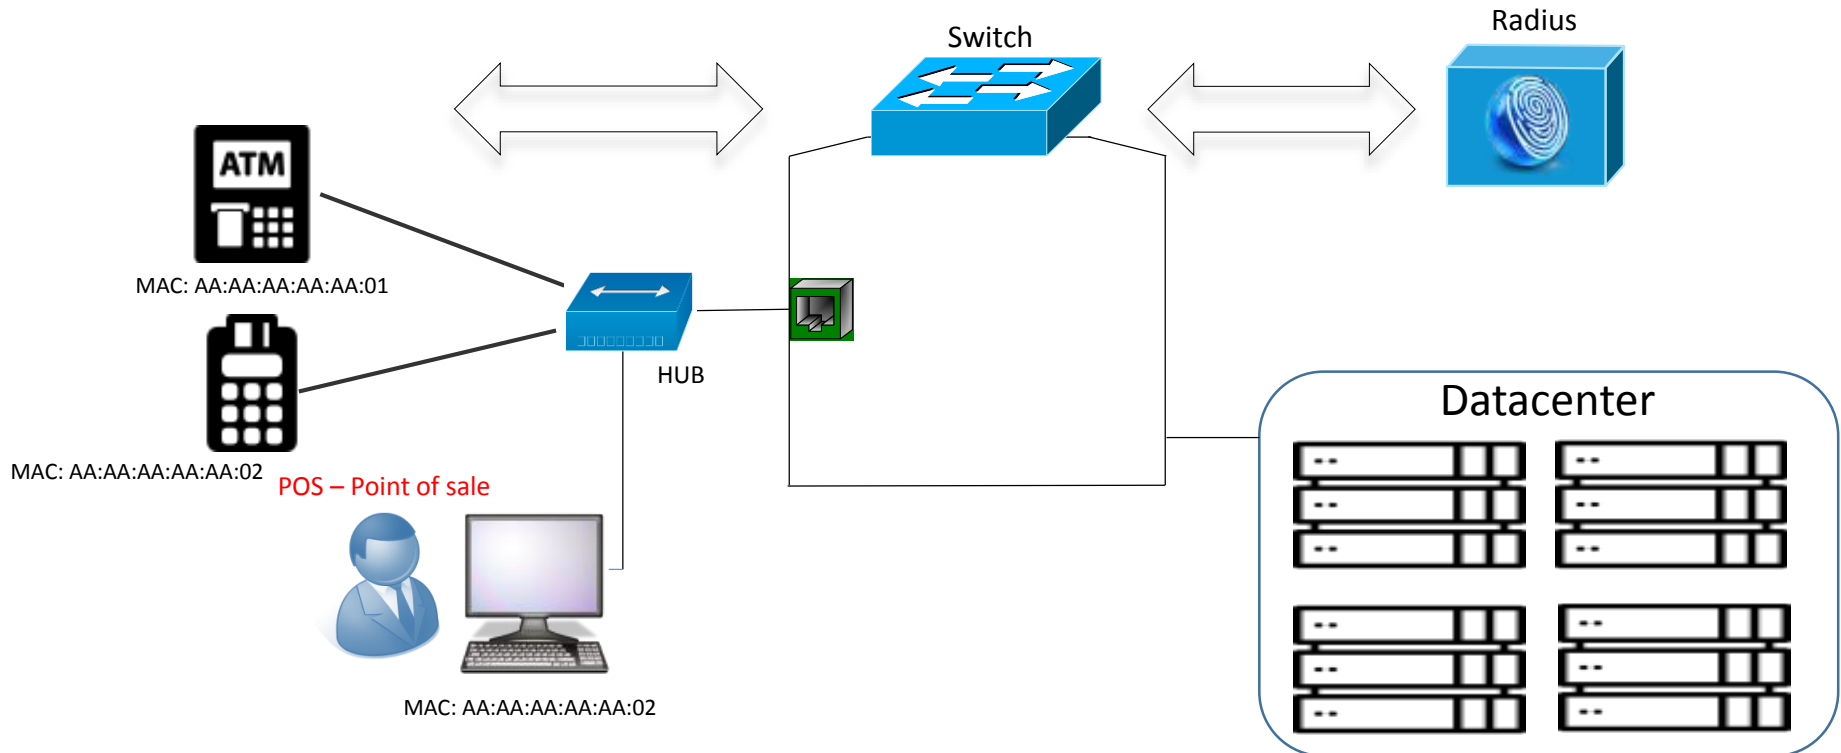 Switch
Radius
ATM
MAC: AA:AA:AA:AA:AA:01
HUB
MAC: AA:AA:AA:AA:AA:02
POS – Point of sale
MAC: AA:AA:AA:AA:AA:02
Datacenter